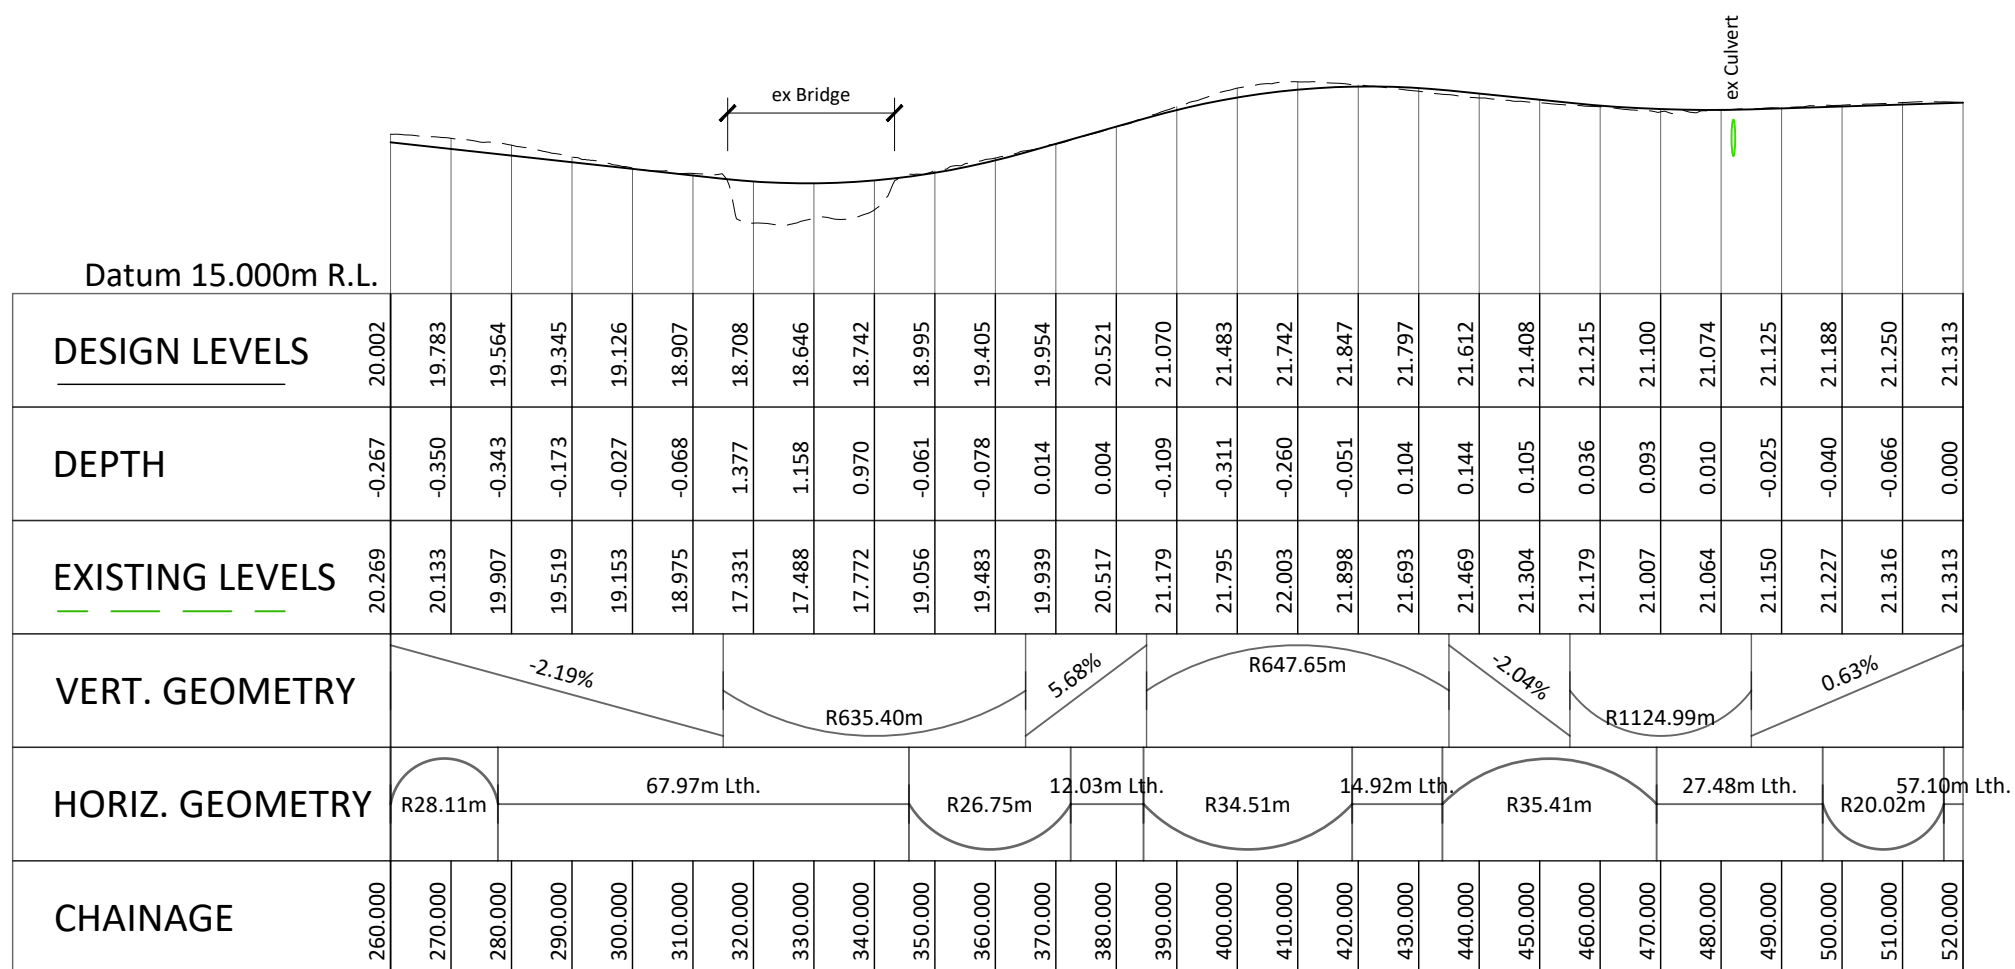 ex Culvert
ex Bridge
Datum 15.000m R.L.
DESIGN LEVELS 20.002 19.783 19.564 19.345 19.126 18.907 18.708 18.646 18.742 18.995 19.405 19.954 20.521 21.070 21.483 21.742 21.847 21.797 21.612 21.408 21.215 21.100 21.074 21.125 21.188 21.250 21.313
DEPTH -0.267 -0.350 -0.343 -0.173 -0.027 -0.068 1.377 1.158 0.970 -0.061 -0.078 0.014 0.004 -0.109 -0.311 -0.260 -0.051 0.104 0.144 0.105 0.036 0.093 0.010 -0.025 -0.040 -0.066 0.000
EXISTING LEVELS 20.269 20.133 19.907 19.519 19.153 18.975 17.331 17.488 17.772 19.056 19.483 19.939 20.517 21.179 21.795 22.003 21.898 21.693 21.469 21.304 21.179 21.007 21.064 21.150 21.227 21.316 21.313
VERT. GEOMETRY -2.19% R635.40m 5.68% R647.65m -2.04% R1124.99m 0.63%
HORIZ. GEOMETRY R28.11m 67.97m Lth. R26.75m 12.03m Lth. R34.51m 14.92m Lth. R35.41m 27.48m Lth. R20.02m 57.10m Lth.
CHAINAGE 260.000 270.000 280.000 290.000 300.000 310.000 320.000 330.000 340.000 350.000 360.000 370.000 380.000 390.000 400.000 410.000 420.000 430.000 440.000 450.000 460.000 470.000 480.000 490.000 500.000 510.000 520.000